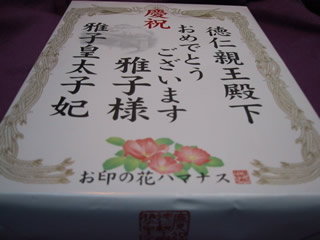 慶祝
徳仁親王殿下
おめでとう
ございます
雅子様
雅子皇太子妃
お印の花ハマナス